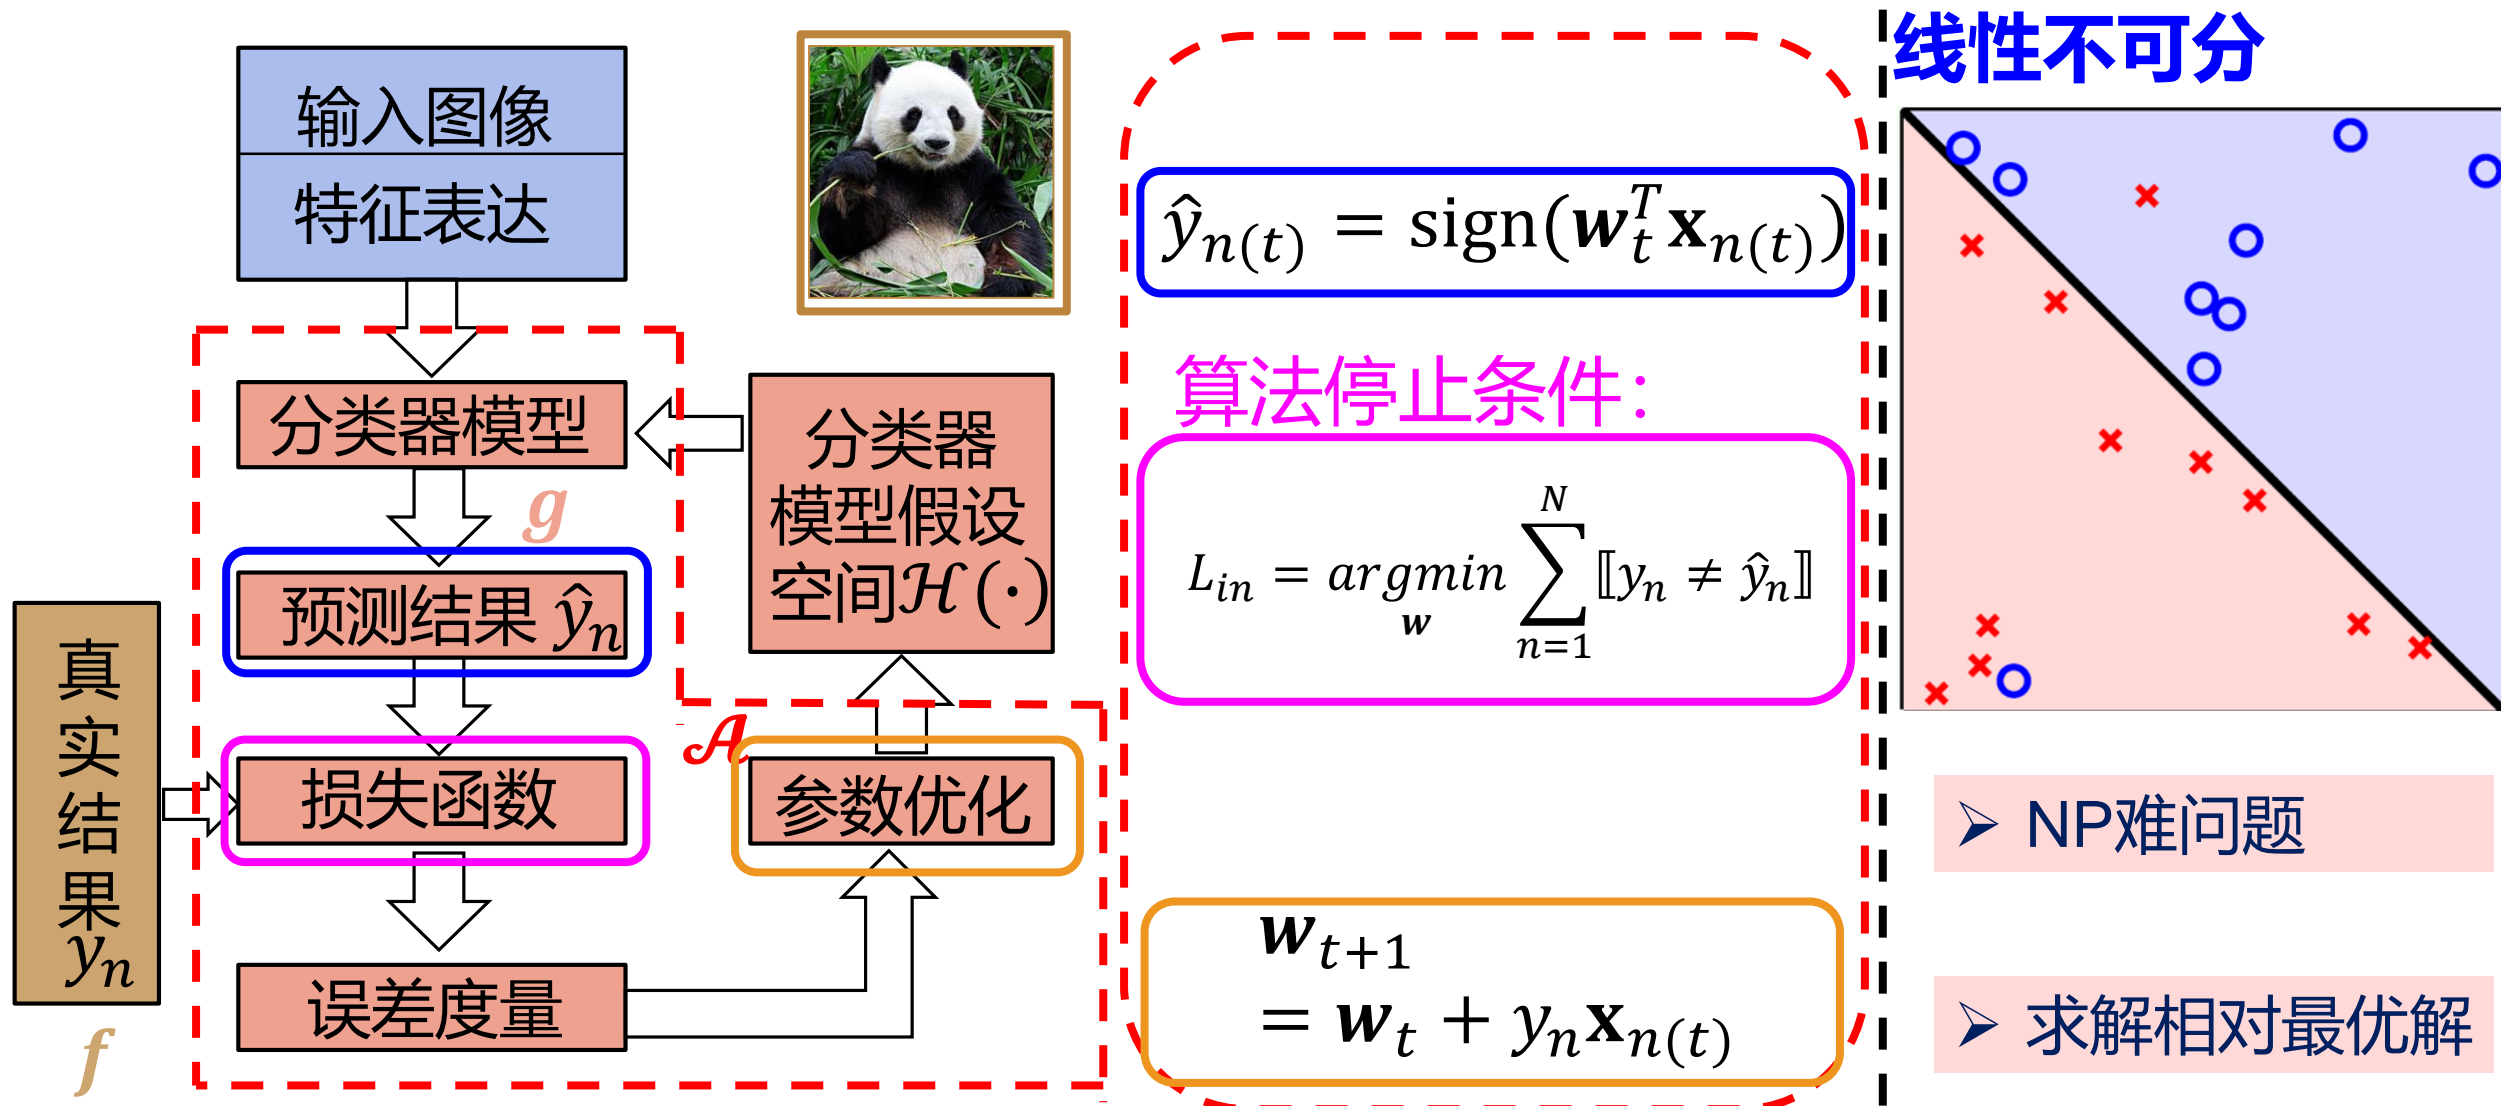 输入图像
特征表达
分类器模型
g
预测结果 ŷₙ
损失函数
误差度量
真
实
结
果
yₙ
f
分类器
模型假设
空间ℋ(·)
𝒜
参数优化
ŷₙ₍ₜ₎ = sign(𝒘ₜᵀ𝐱ₙ₍ₜ₎)
算法停止条件：
N
Lᵢₙ = argmin ∑ ⟦yₙ ≠ ŷₙ⟧
𝒘
n=1
𝒘ₜ₊₁
= 𝒘ₜ + yₙ𝐱ₙ₍ₜ₎
线性不可分
➢ NP难问题
➢ 求解相对最优解